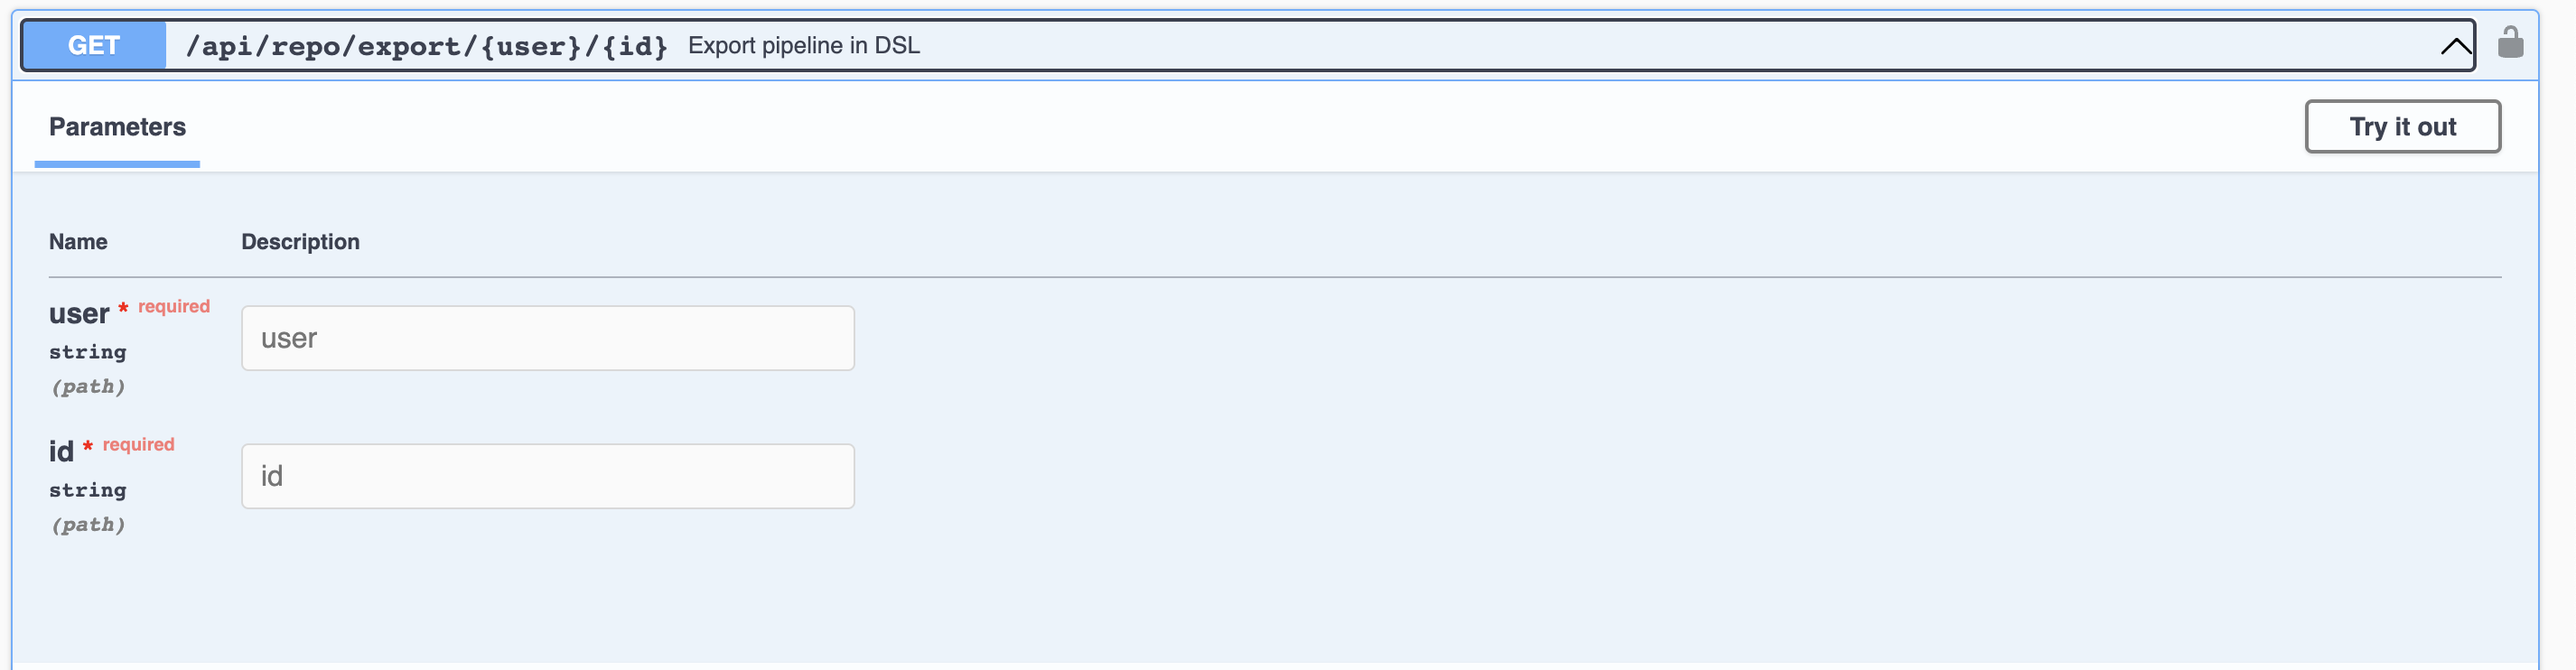 GET /api/repo/export/{user}/{id} Export pipeline in DSL
Parameters
Try it out
Name Description
user * required
string
(path)
user
id * required
string
(path)
id